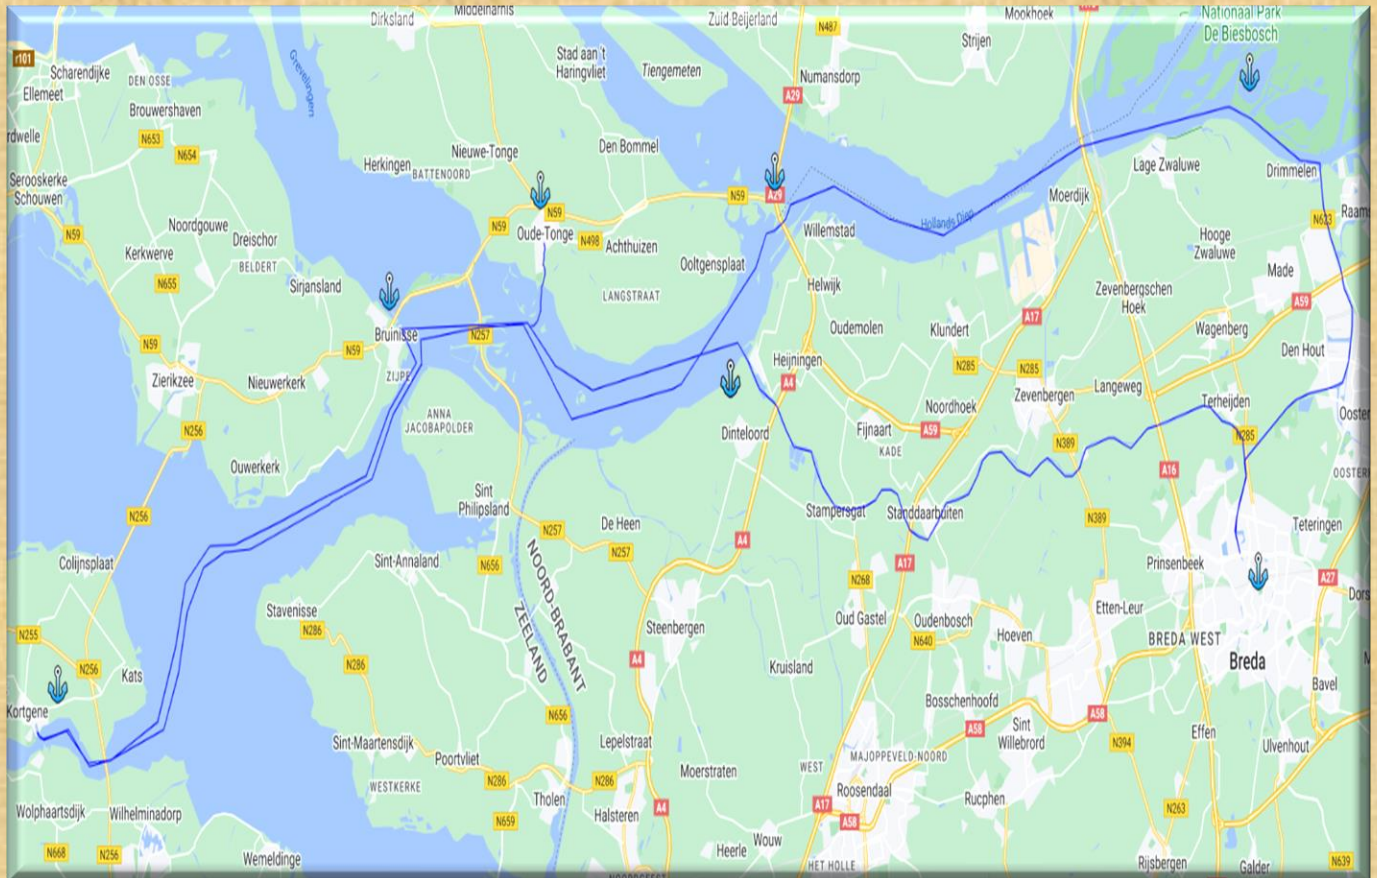 Dirksland
Middelharnis
Zuid Beijerland
N487
Mookhoek
Nationaal Park
De Biesbosch
r101
Scharendijke
DEN OSSE
Ellemeet
Brouwershaven
Grevelingen
Stad aan 't
Haringvliet
Tiengemeten
Numansdorp
Strijen
A29
rdwelle
N653
N654
Herkingen
BATTENOORD
Nieuwe-Tonge
Den Bommel
Lage Zwaluwe
Drimmelen
Serooskerke
Schouwen
Noordgouwe
N59
N59
A29
Moerdijk
Hollands Diep
N623
Raams
N59
Kerkwerve
Dreischor
BELDERT
N59
Oude-Tonge
N498
Achthuizen
Willemstad
Hooge
Zwaluwe
N655
Sirjansland
Ooltgensplaat
LANGSTRAAT
Helwijk
Made
Zevenbergschen
Hoek
A59
Bruinisse
N257
Oudemolen
Klundert
A17
Wagenberg
N59
N59
Den Hout
Zierikzee
Nieuwerkerk
ZIJPE
Heijningen
A4
N285
N285
Langeweg
Zevenbergen
Terheijden
N256
ANNA
JACOBAPOLDER
Dinteloord
Noordhoek
Fijnaart
A59
KADE
N389
N285
Ooster
Ouwerkerk
A16
OOSTERH
Sint
Philipsland
Stampersgat
Standdaarbuiten
N256
N257
De Heen
N257
A4
N389
Teteringen
Colijnsplaat
Sint-Annaland
N656
NOORD-BRABANT
ZEELAND
A17
Prinsenbeek
N268
A27
Dors
Stavenisse
N286
Steenbergen
Oud Gastel
Oudenbosch
Etten-Leur
N255
N640
Hoeven
BREDA WEST
N256
Kats
N286
A4
Kruisland
Breda
Bavel
Kortgene
Bosschenhoofd
A58
A58
Sint
Willebrord
Sint-Maartensdijk
Poortvliet
N656
Lepelstraat
N394
Effen
Ulvenhout
WESTKERKE
N286
N286
Moerstraten
WEST
MAJOPPEVELD-NOORD
Roosendaal
Wolphaartsdijk
Wilhelminadorp
Tholen
Halsteren
A4
A17
A58
Rucphen
N263
N659
N668
N256
Wemeldinge
Heerle
Wouw
HET HOLLE
Rijsbergen
Galder
N639